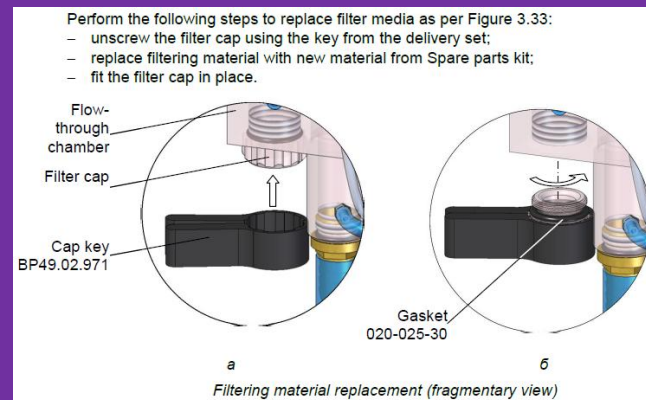 Perform the following steps to replace filter media as per Figure 3.33:
– unscrew the filter cap using the key from the delivery set;
– replace filtering material with new material from Spare parts kit;
– fit the filter cap in place.
Flow-
through
chamber
Filter cap
Cap key
BP49.02.971
Gasket
020-025-30
a
б
Filtering material replacement (fragmentary view)